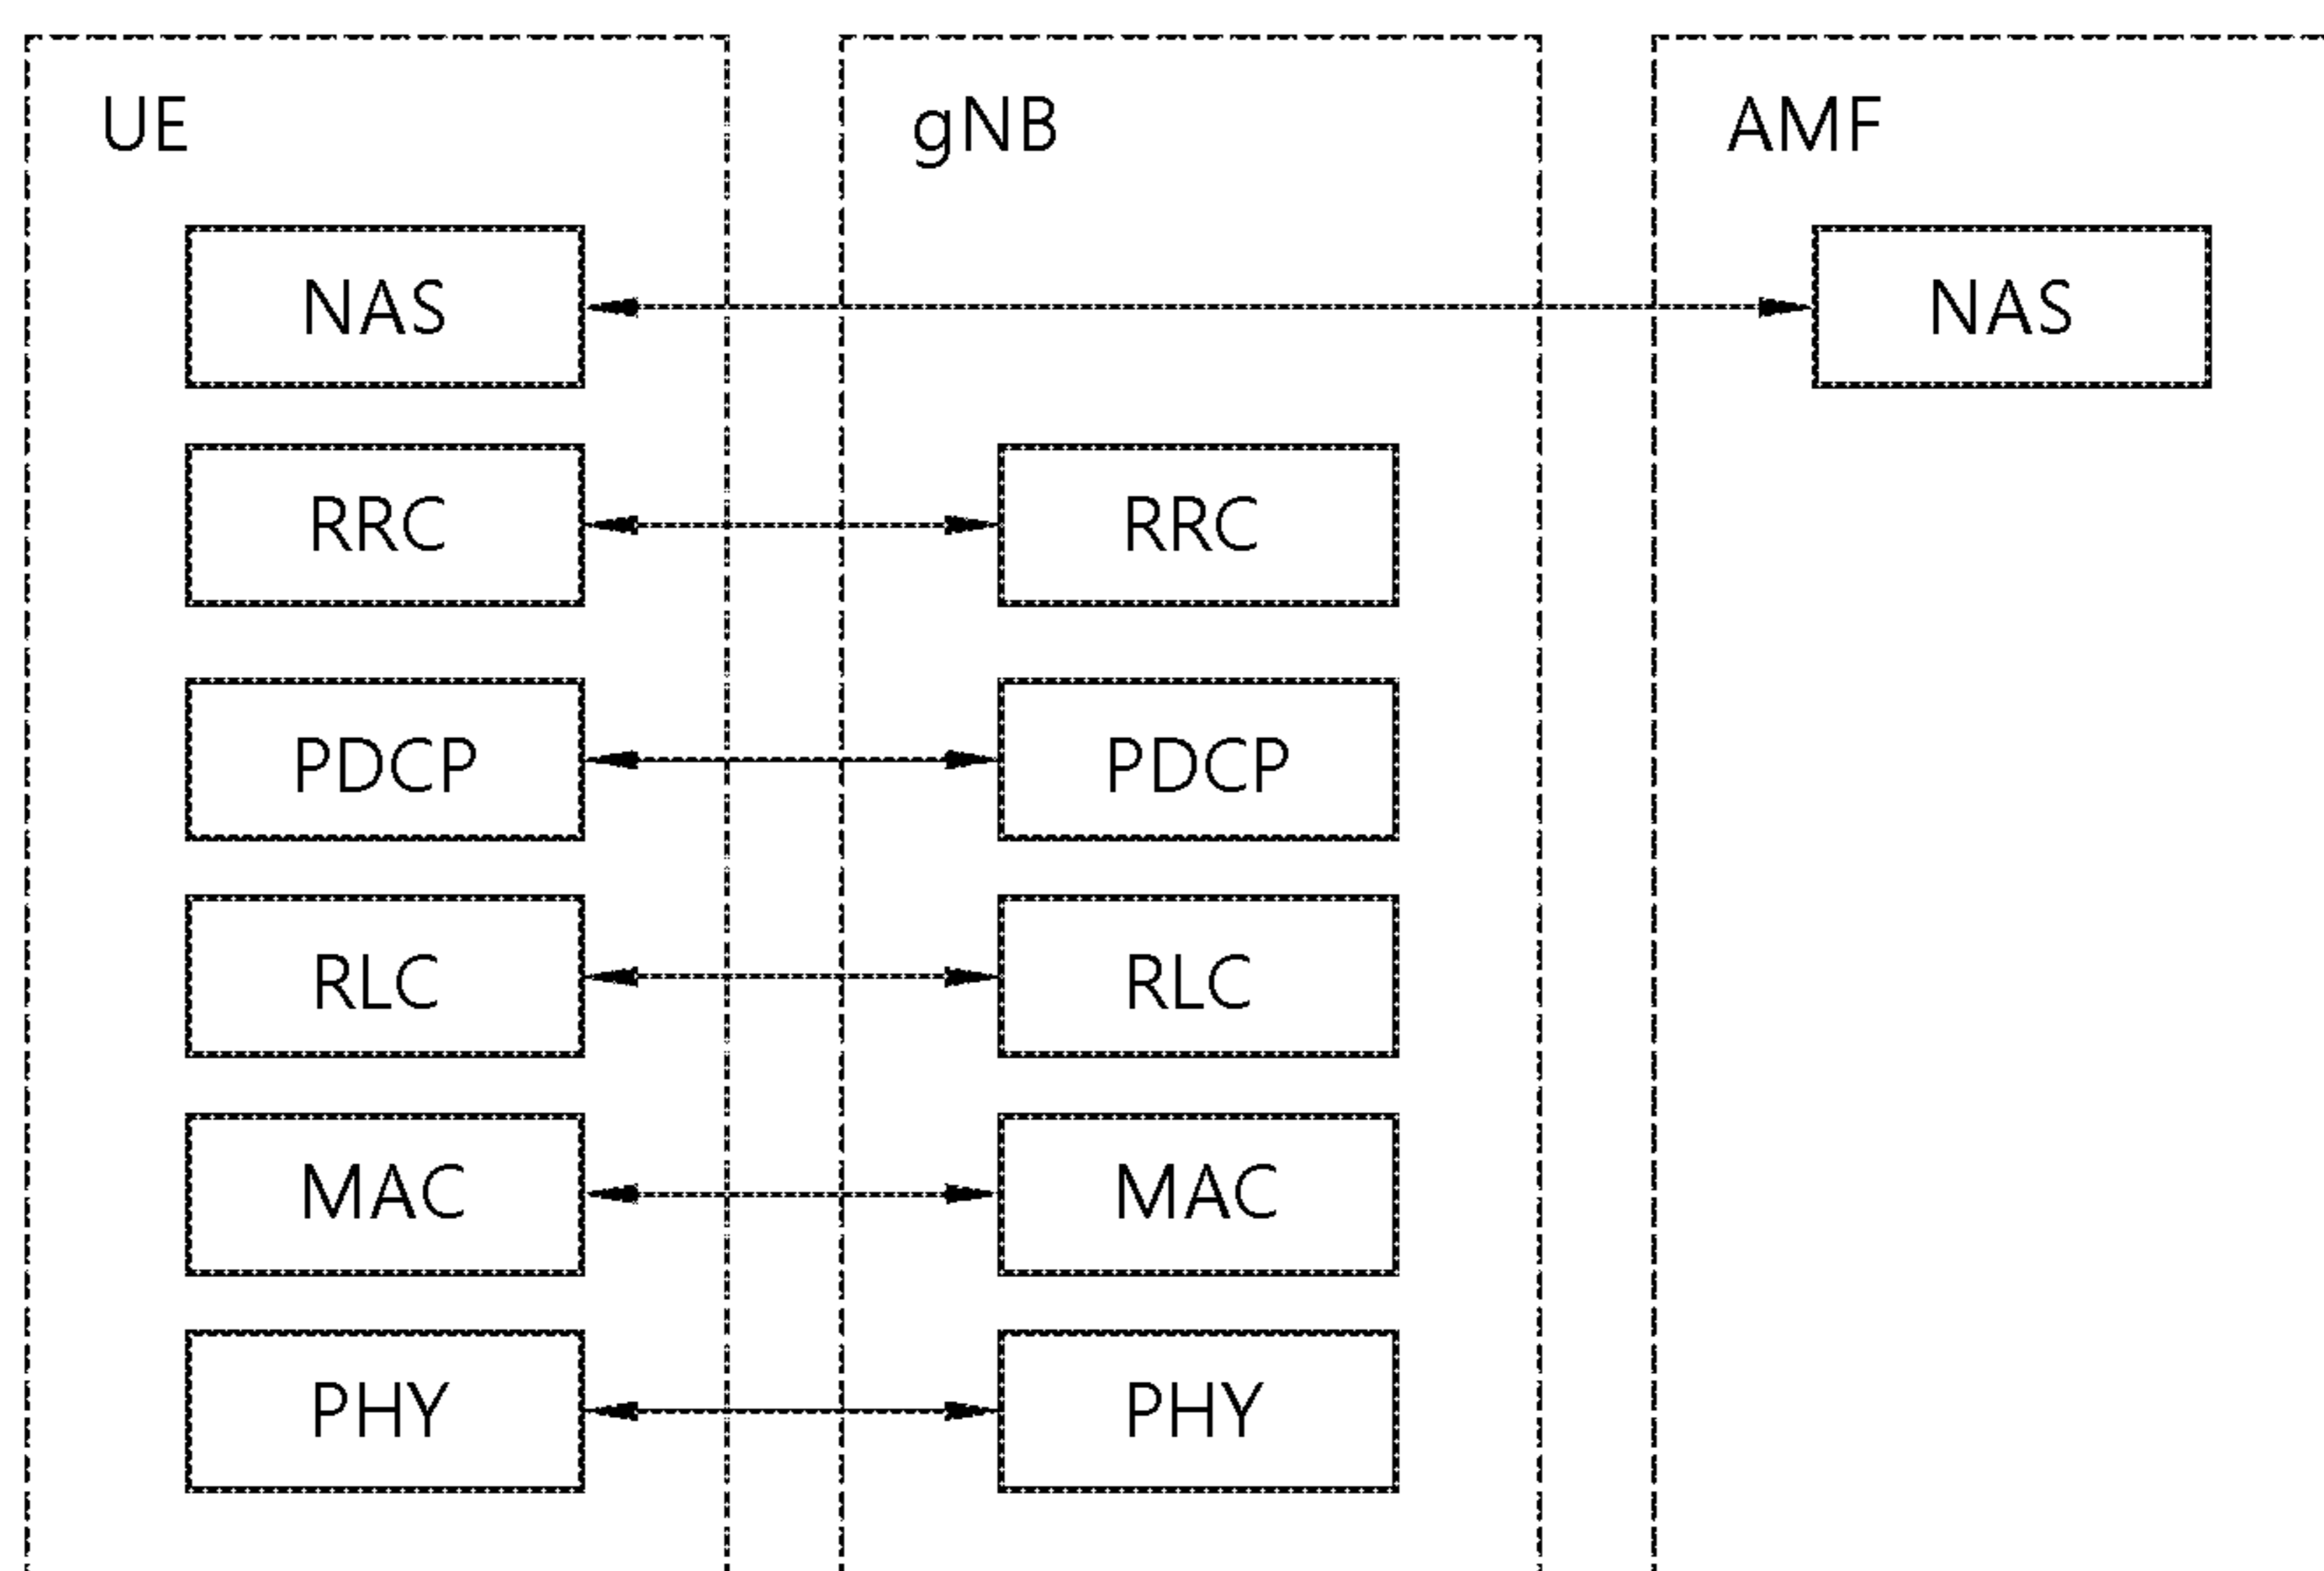 UE gNB AMF
NAS NAS
RRC RRC
PDCP PDCP
RLC RLC
MAC MAC
PHY PHY